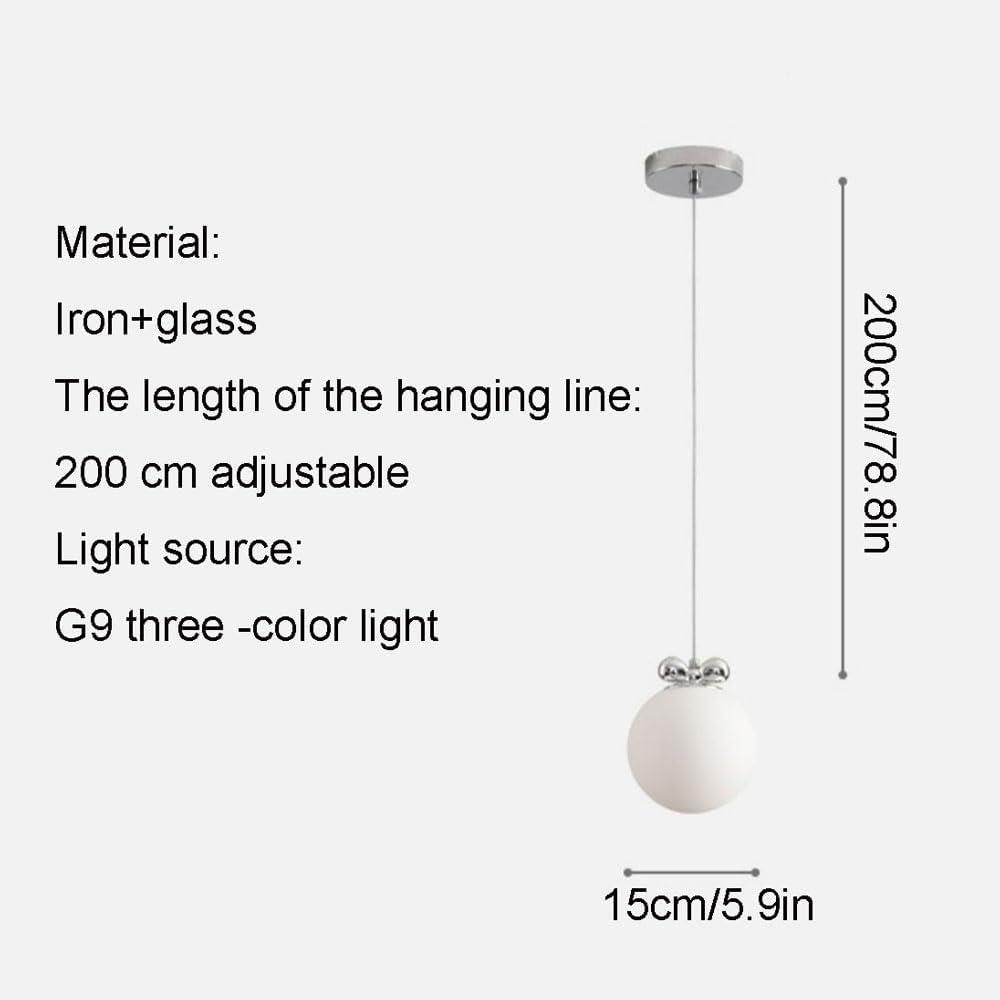 Material:
Iron+glass
The length of the hanging line:
200 cm adjustable
Light source:
G9 three -color light
200cm/78.8in
15cm/5.9in